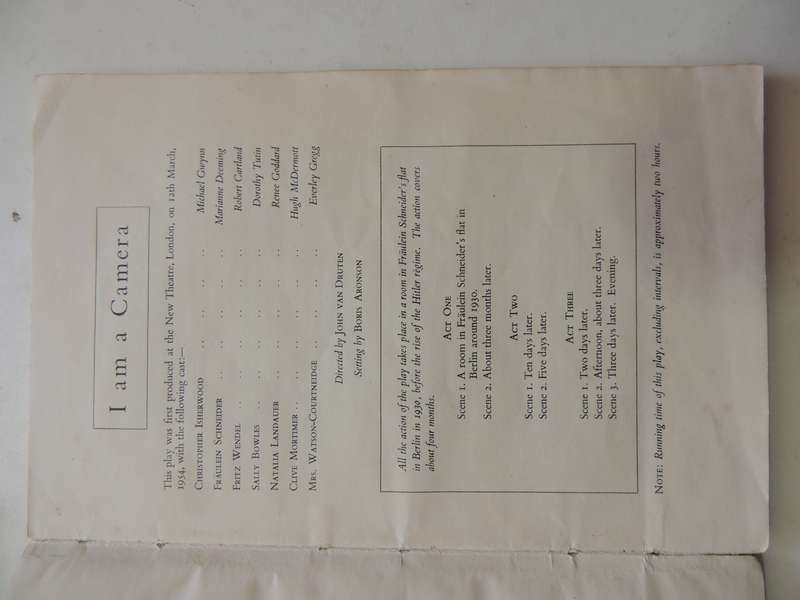 I am a Camera
This play was first produced at the New Theatre, London, on 12th March,
1954, with the following cast:—
CHRISTOPHER ISHERWOOD .. .. .. .. Michael Gwynn
FRÄULEIN SCHNEIDER .. .. .. .. .. Marianne Deeming
FRITZ WENDEL .. .. .. .. .. .. Robert Cartland
SALLY BOWLES .. .. .. .. .. .. Dorothy Tutin
NATALIA LANDAUER .. .. .. .. .. Renee Goddard
CLIVE MORTIMER .. .. .. .. .. .. Hugh McDermott
MRS. WATSON-COURTNEIDGE .. .. .. .. Everley Gregg
Directed by JOHN VAN DRUTEN
Setting by BORIS ARONSON
All the action of the play takes place in a room in Fräulein Schneider's flat
in Berlin in 1930, before the rise of the Hitler régime. The action covers
about four months.
ACT ONE
Scene 1. A room in Fräulein Schneider's flat in
Berlin around 1930.
Scene 2. About three months later.
ACT TWO
Scene 1. Ten days later.
Scene 2. Five days later.
ACT THREE
Scene 1. Two days later.
Scene 2. Afternoon, about three days later.
Scene 3. Three days later. Evening.
NOTE: Running time of this play, excluding intervals, is approximately two hours.